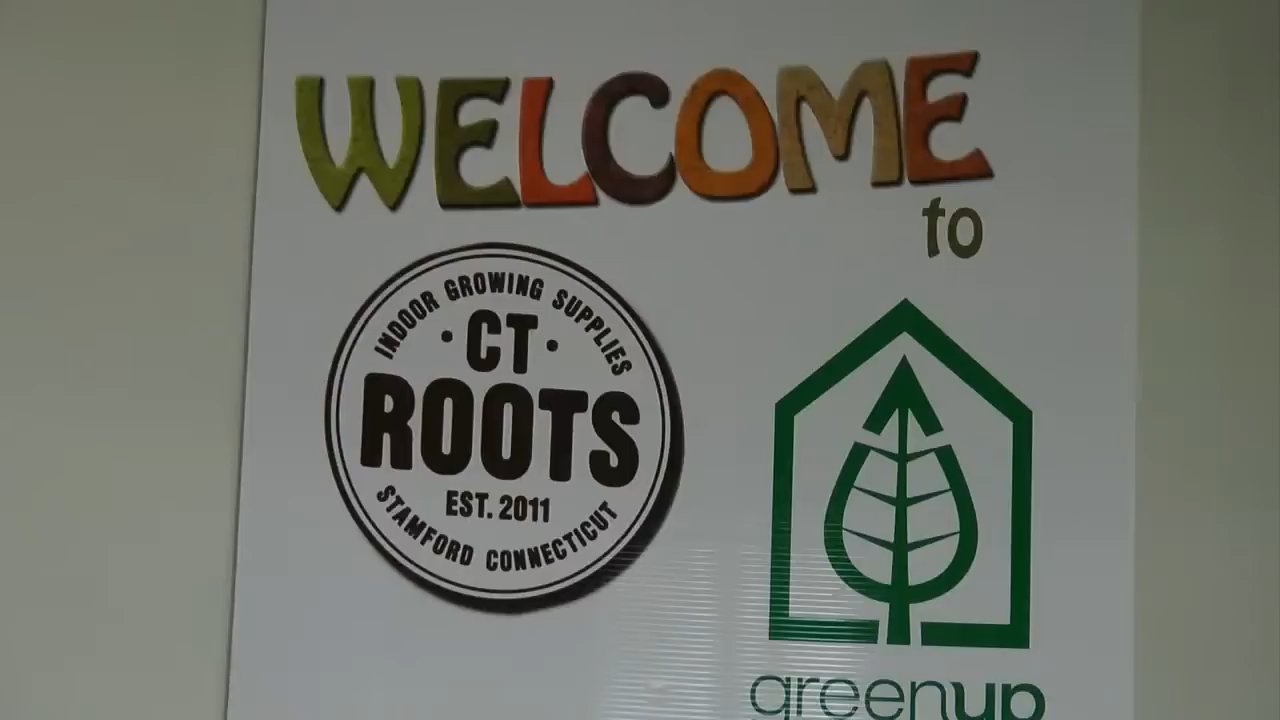 WELCOME
to
INDOOR GROWING SUPPLIES
· CT ·
ROOTS
EST. 2011
STAMFORD CONNECTICUT
greenup